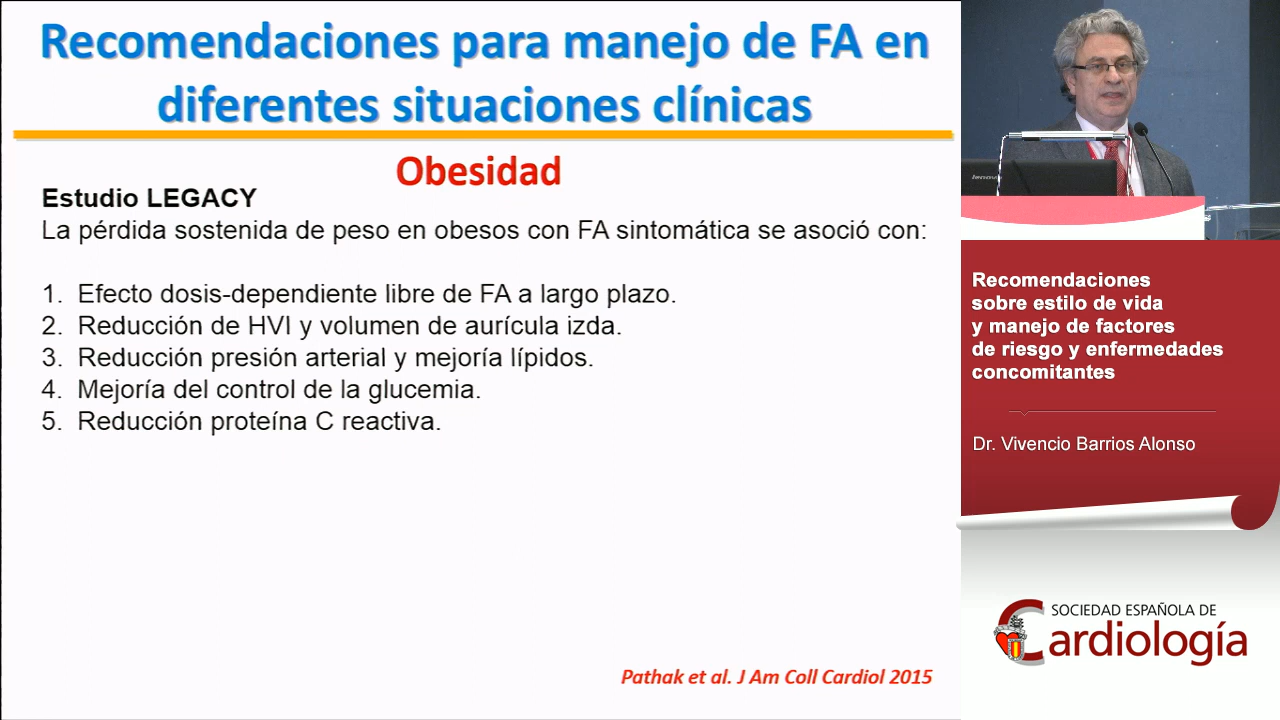 Recomendaciones para manejo de FA en
diferentes situaciones clínicas
Obesidad
Estudio LEGACY
La pérdida sostenida de peso en obesos con FA sintomática se asoció con:
1. Efecto dosis-dependiente libre de FA a largo plazo.
2. Reducción de HVI y volumen de aurícula izda.
3. Reducción presión arterial y mejoría lípidos.
4. Mejoría del control de la glucemia.
5. Reducción proteína C reactiva.
Pathak et al. J Am Coll Cardiol 2015
lenovo
Recomendaciones
sobre estilo de vida
y manejo de factores
de riesgo y enfermedades
concomitantes
Dr. Vivencio Barrios Alonso
SOCIEDAD ESPAÑOLA DE
Cardiología